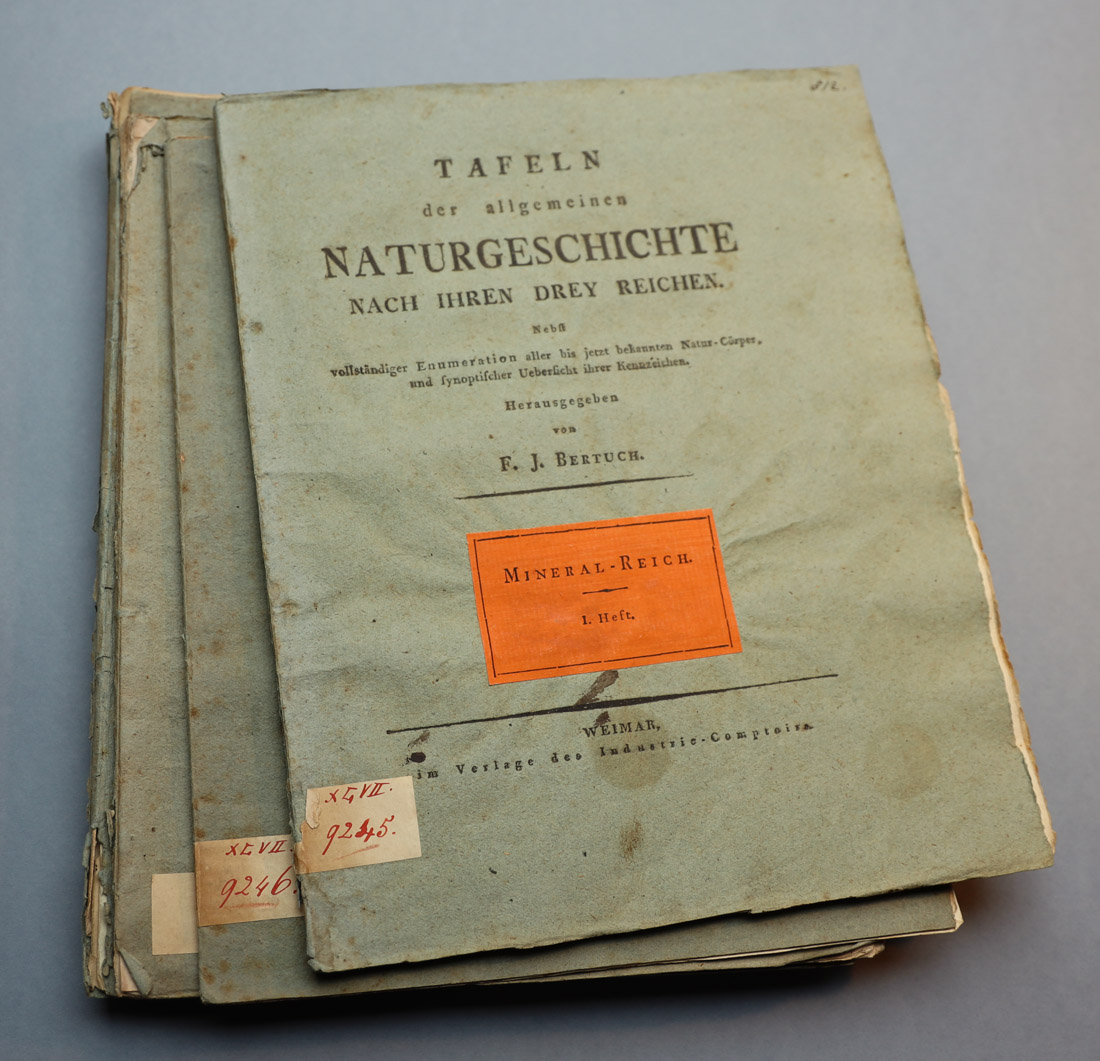 812.
TAFELN
der allgemeinen
NATURGESCHICHTE
NACH IHREN DREY REICHEN.
Nebſt
vollständiger Enumeration aller bis jetzt bekannten Natur-Cörper,
und ſynoptiſcher Ueberſicht ihrer Kennzeichen.
Herausgegeben
von
F. J. BERTUCH.
MINERAL-REICH.
I. Heft.
WEIMAR,
im Verlage des Industrie-Comptoirs.
XLVII.
9245.
XLVII.
9246.